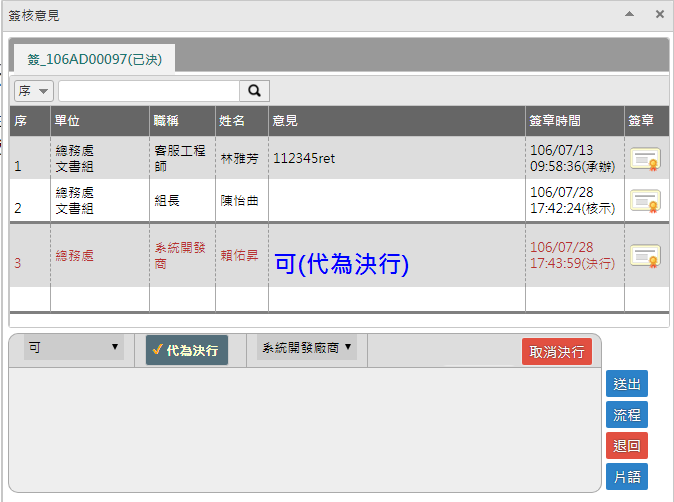 簽核意見
簽_106AD00097(已決)
序
序 單位 職稱 姓名 意見 簽章時間 簽章
1 總務處 文書組 客服工程師 林雅芳 112345ret 106/07/13 09:58:36(承辦)
2 總務處 文書組 組長 陳怡曲 106/07/28 17:42:24(核示)
3 總務處 系統開發商 賴佑昇 可(代為決行) 106/07/28 17:43:59(決行)
可 代為決行 系統開發廠商 取消決行
送出
流程
退回
片語